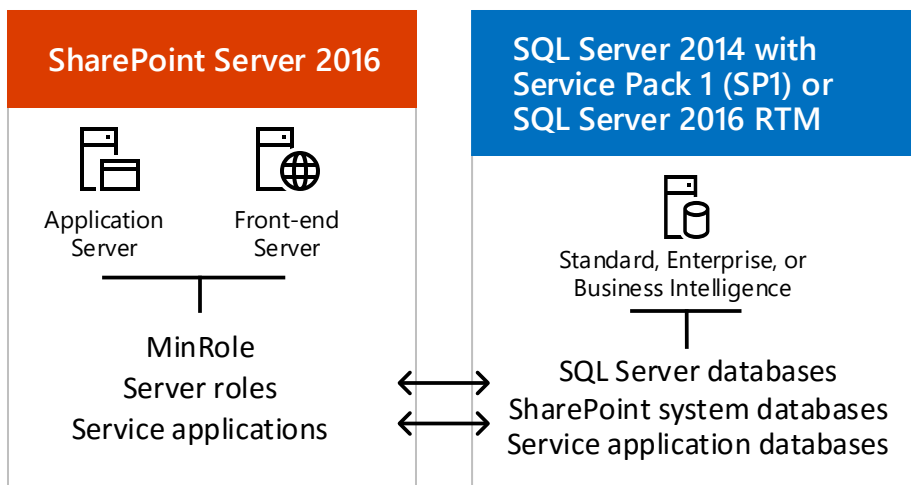 SharePoint Server 2016
Application
Server
Front-end
Server
MinRole
Server roles
Service applications
SQL Server 2014 with
Service Pack 1 (SP1) or
SQL Server 2016 RTM
Standard, Enterprise, or
Business Intelligence
SQL Server databases
SharePoint system databases
Service application databases